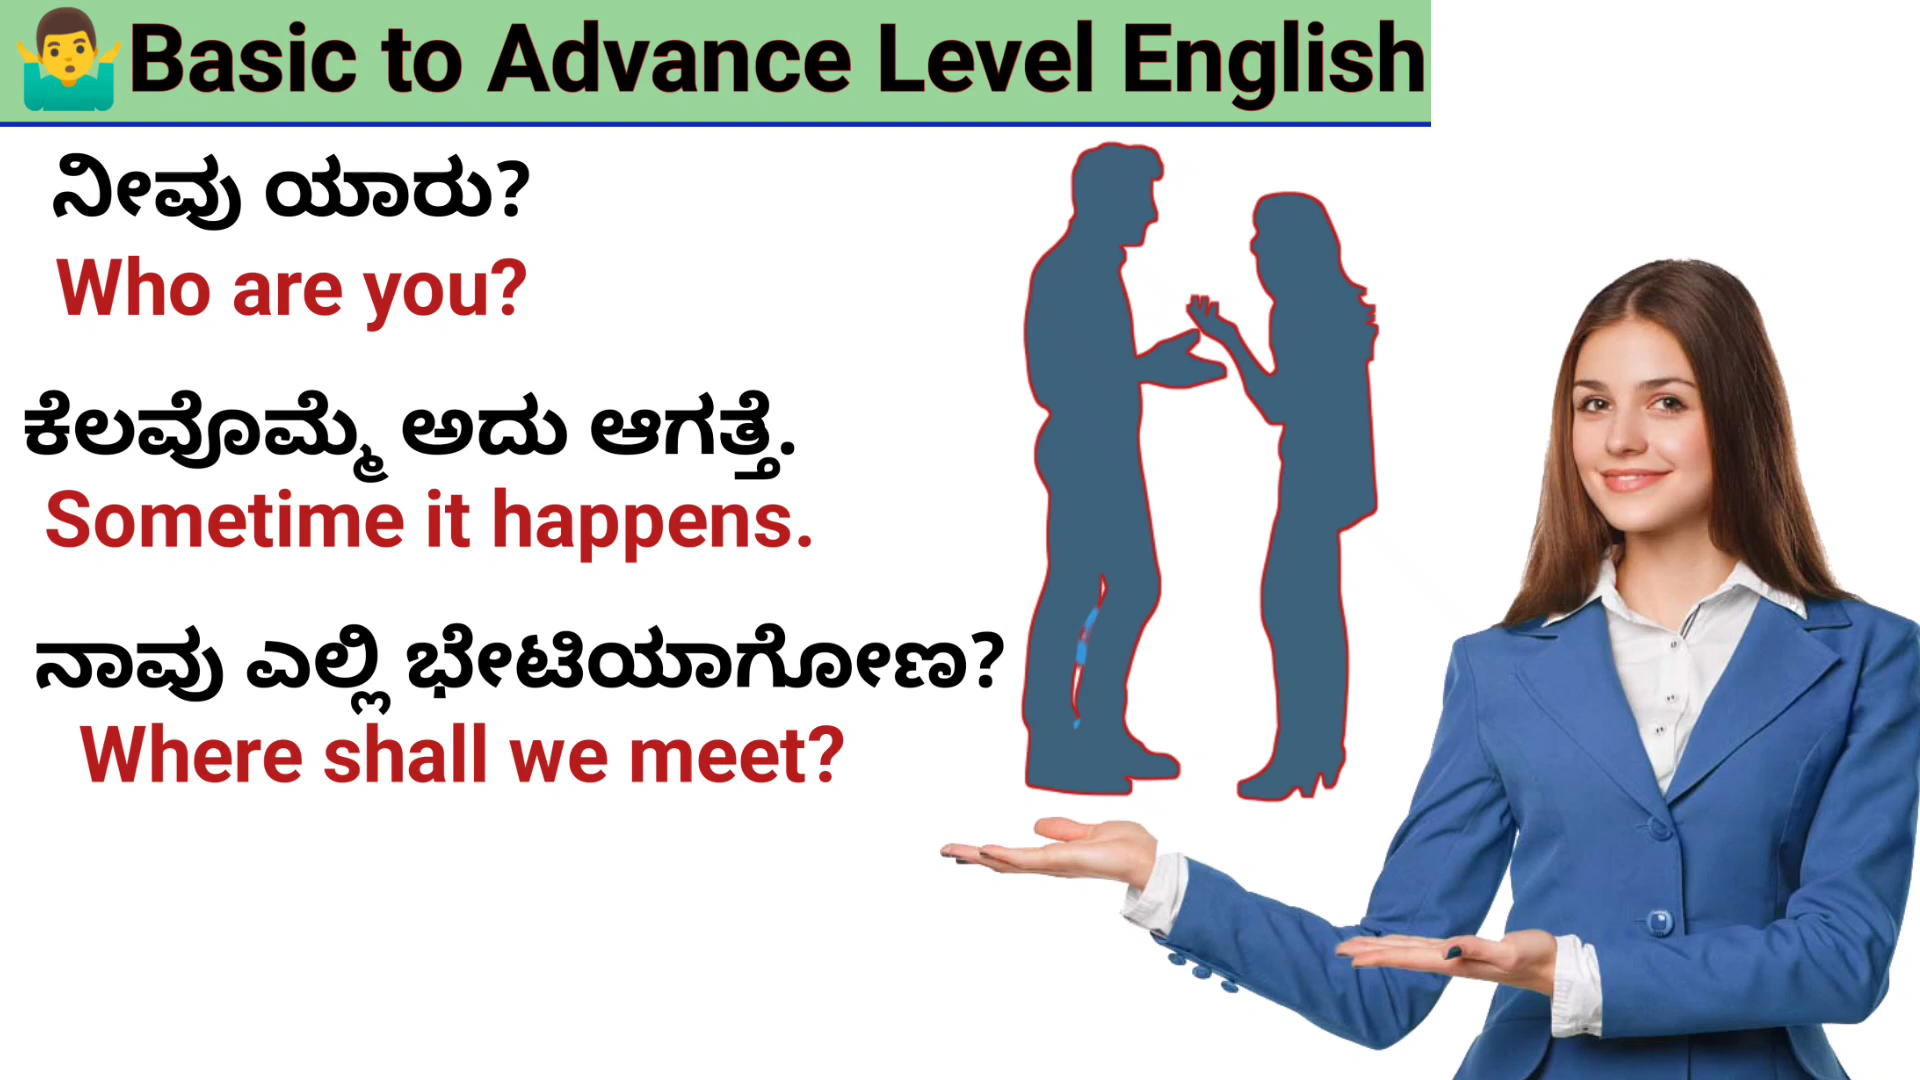 Basic to Advance Level English
ನೀವು ಯಾರು?
Who are you?
ಕೆಲವೊಮ್ಮೆ ಅದು ಆಗತ್ತೆ.
Sometime it happens.
ನಾವು ಎಲ್ಲಿ ಭೇಟಿಯಾಗೋಣ?
Where shall we meet?